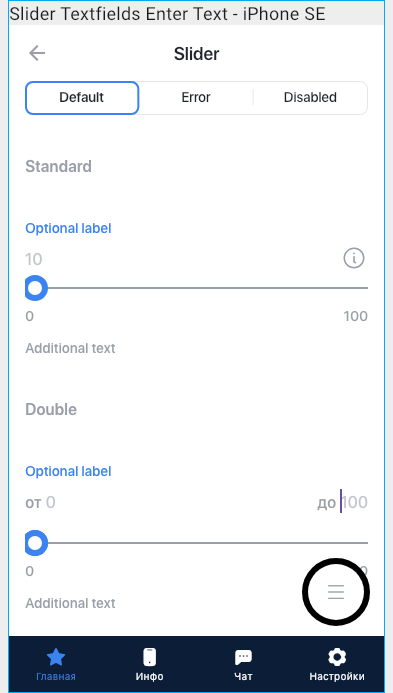 Slider Textfields Enter Text - iPhone SE
Slider
Default Error Disabled
Standard
Optional label
10
0 100
Additional text
Double
Optional label
от 0 до 100
0 0
Additional text
Главная Инфо Чат Настройки